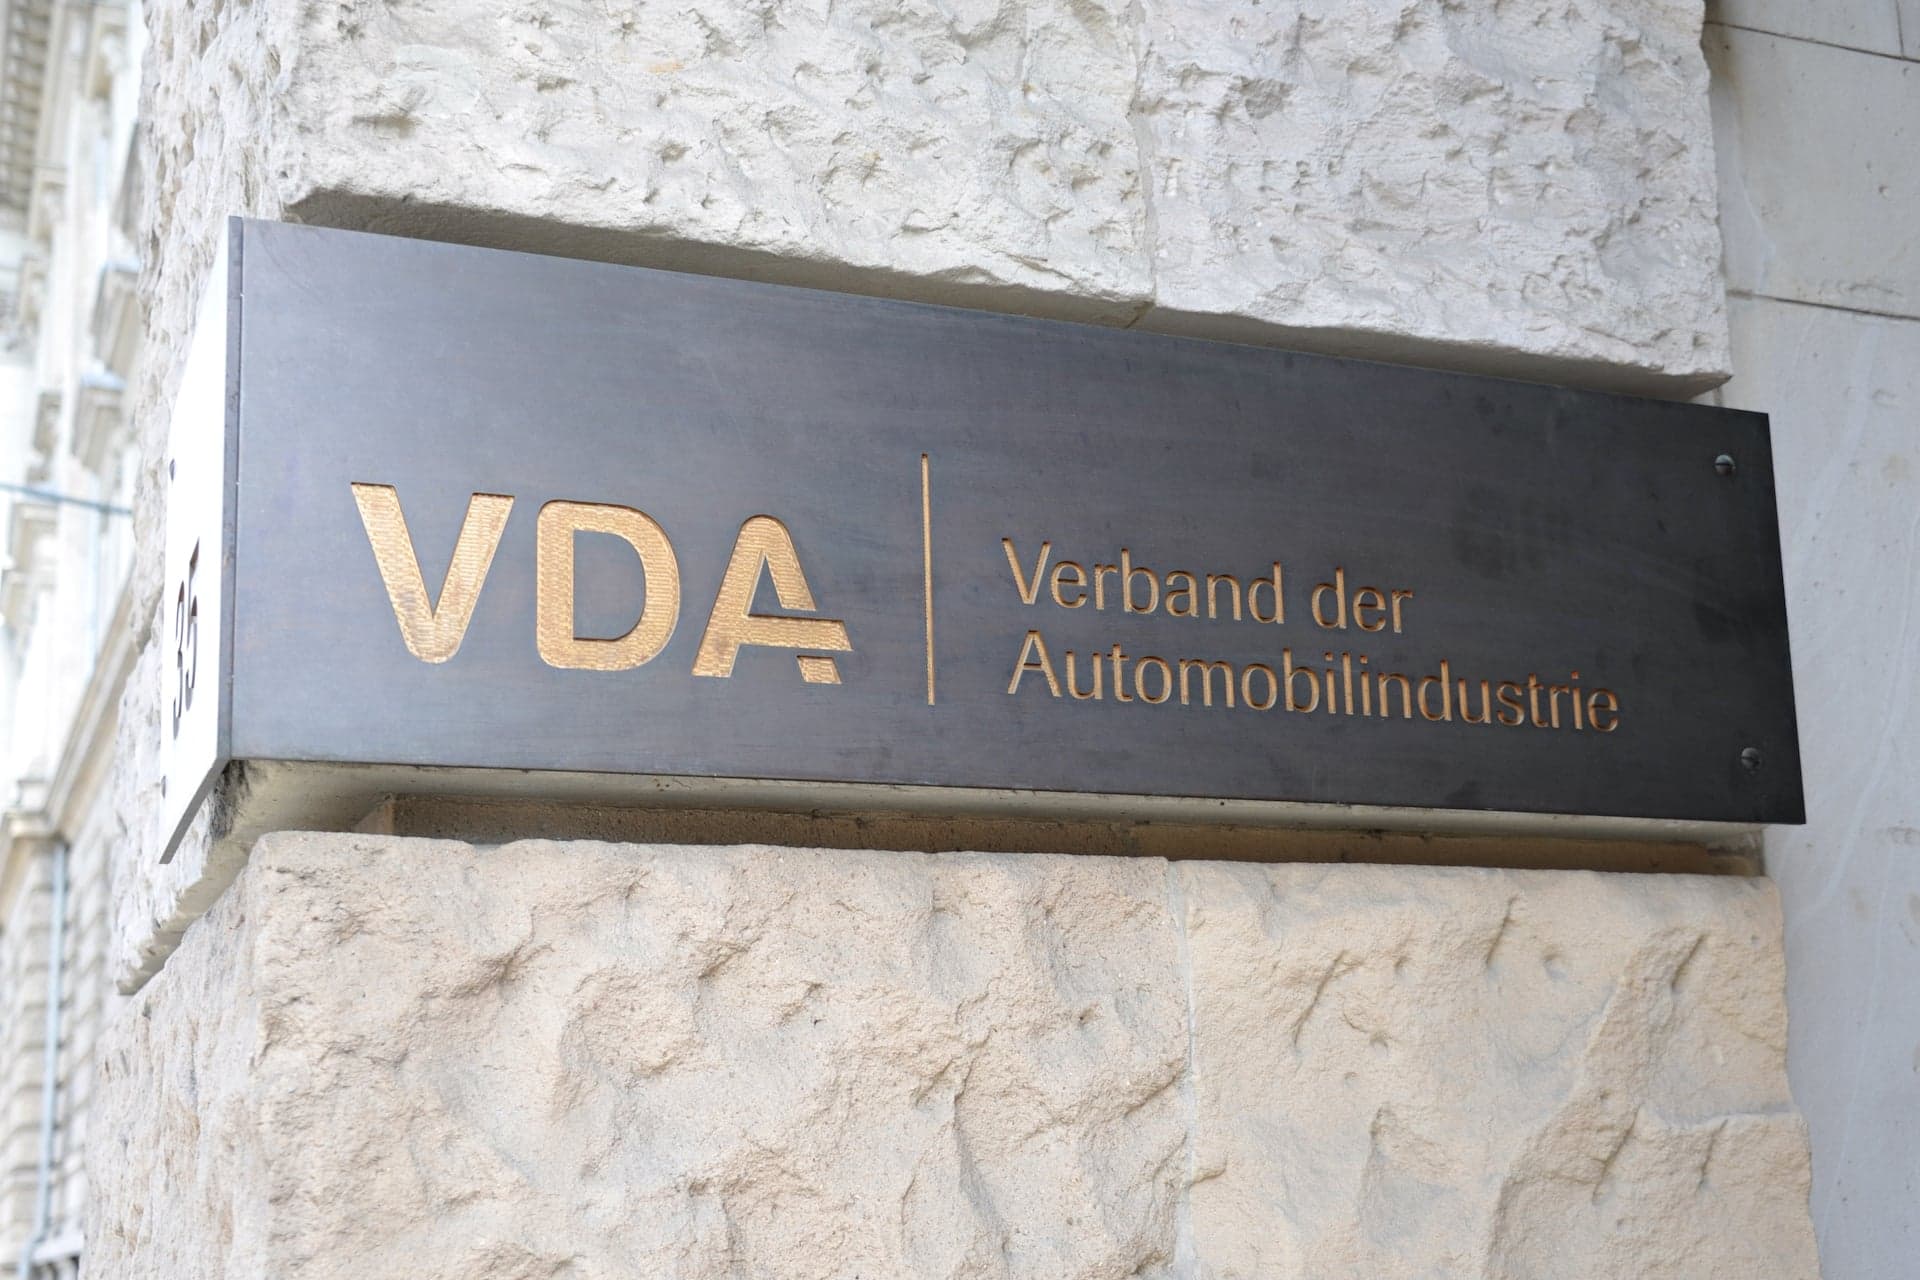 35
VDA
Verband der
Automobilindustrie